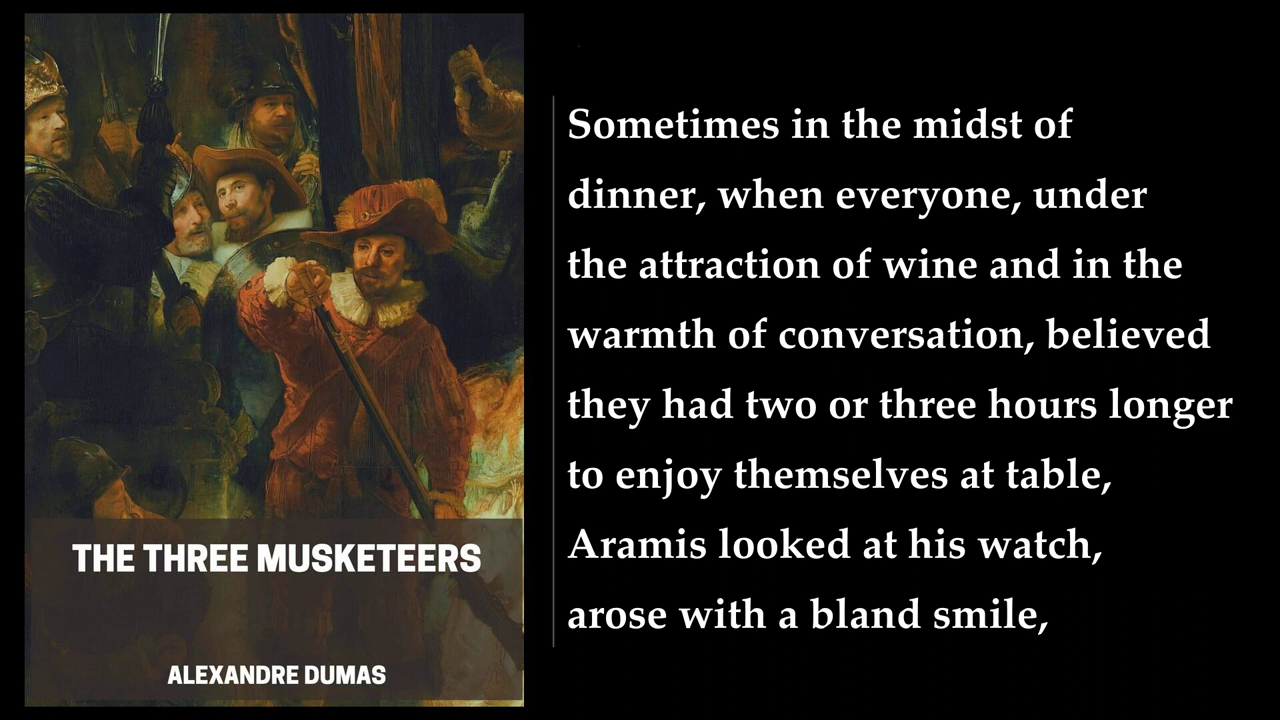 THE THREE MUSKETEERS
ALEXANDRE DUMAS
Sometimes in the midst of
dinner, when everyone, under
the attraction of wine and in the
warmth of conversation, believed
they had two or three hours longer
to enjoy themselves at table,
Aramis looked at his watch,
arose with a bland smile,